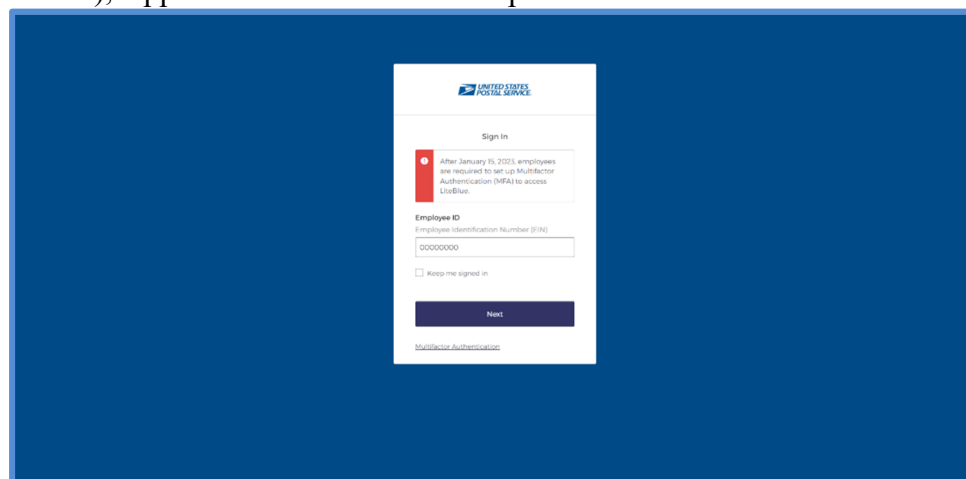 UNITED STATES
POSTAL SERVICE
Sign In
After January 15, 2023, employees
are required to set up Multifactor
Authentication (MFA) to access
LiteBlue.
Employee ID
Employee Identification Number (EIN)
00000000
Keep me signed in
Next
Multifactor Authentication